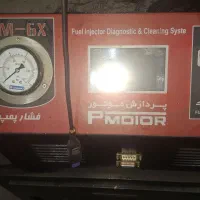 M-6X
Fuel Injector Diagnostic & Cleaning Syste
پردازش موتور
PMOTOR
فشار پمپ